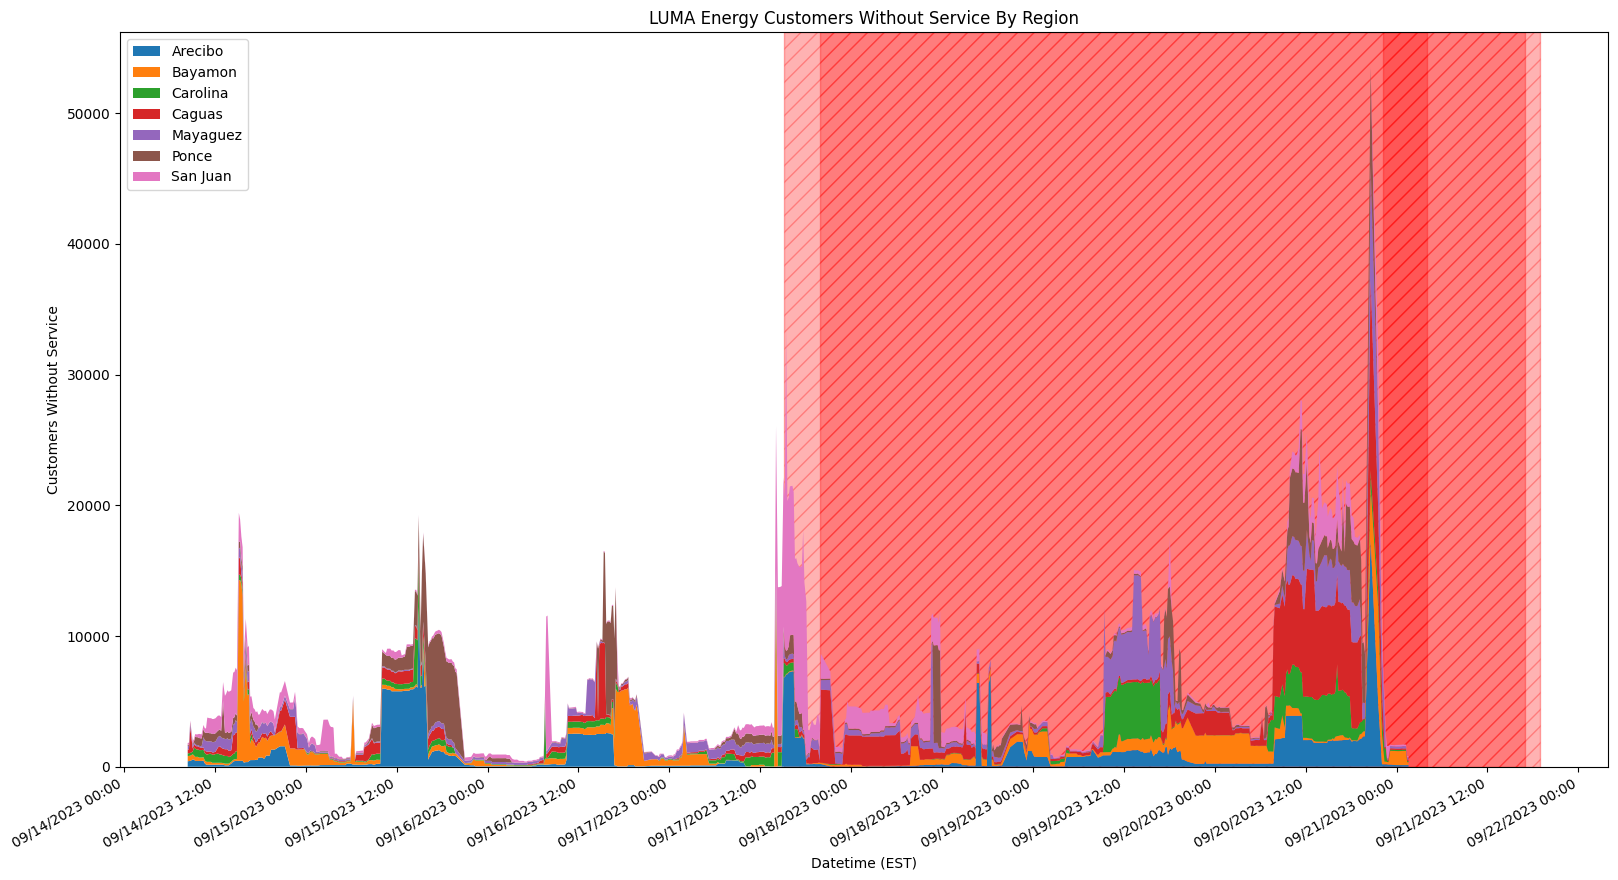 LUMA Energy Customers Without Service By Region
Arecibo
Bayamon
Carolina
Caguas
Mayaguez
Ponce
San Juan
50000
40000
30000
20000
10000
0
Customers Without Service
09/14/2023 00:00
09/14/2023 12:00
09/15/2023 00:00
09/15/2023 12:00
09/16/2023 00:00
09/16/2023 12:00
09/17/2023 00:00
09/17/2023 12:00
09/18/2023 00:00
09/18/2023 12:00
09/19/2023 00:00
09/19/2023 12:00
09/20/2023 00:00
09/20/2023 12:00
09/21/2023 00:00
09/21/2023 12:00
09/22/2023 00:00
Datetime (EST)